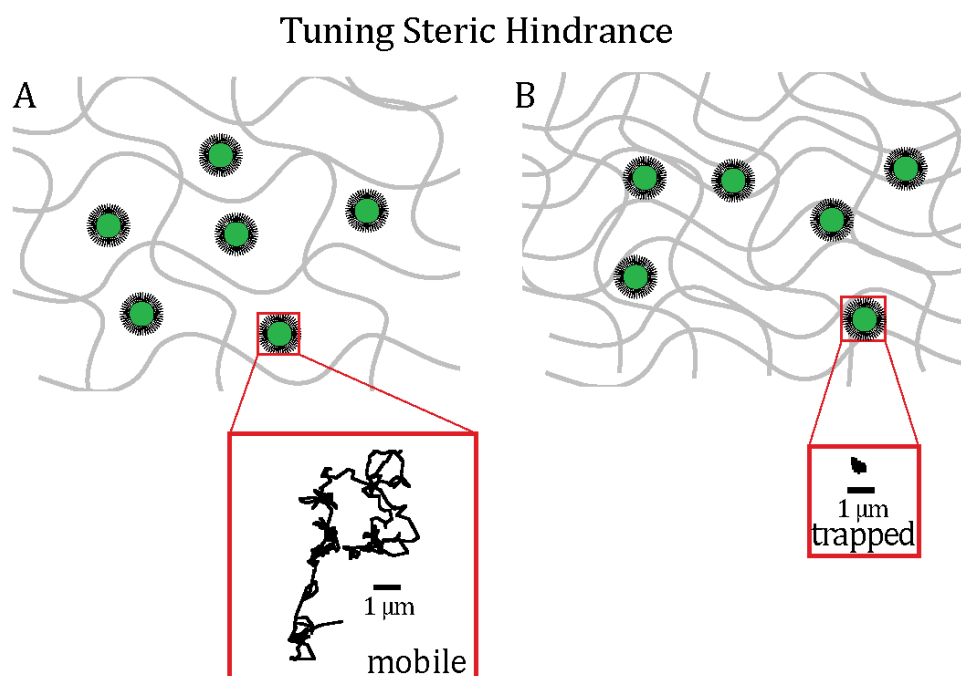 Tuning Steric Hindrance
A
B
1 μm
mobile
1 μm
trapped